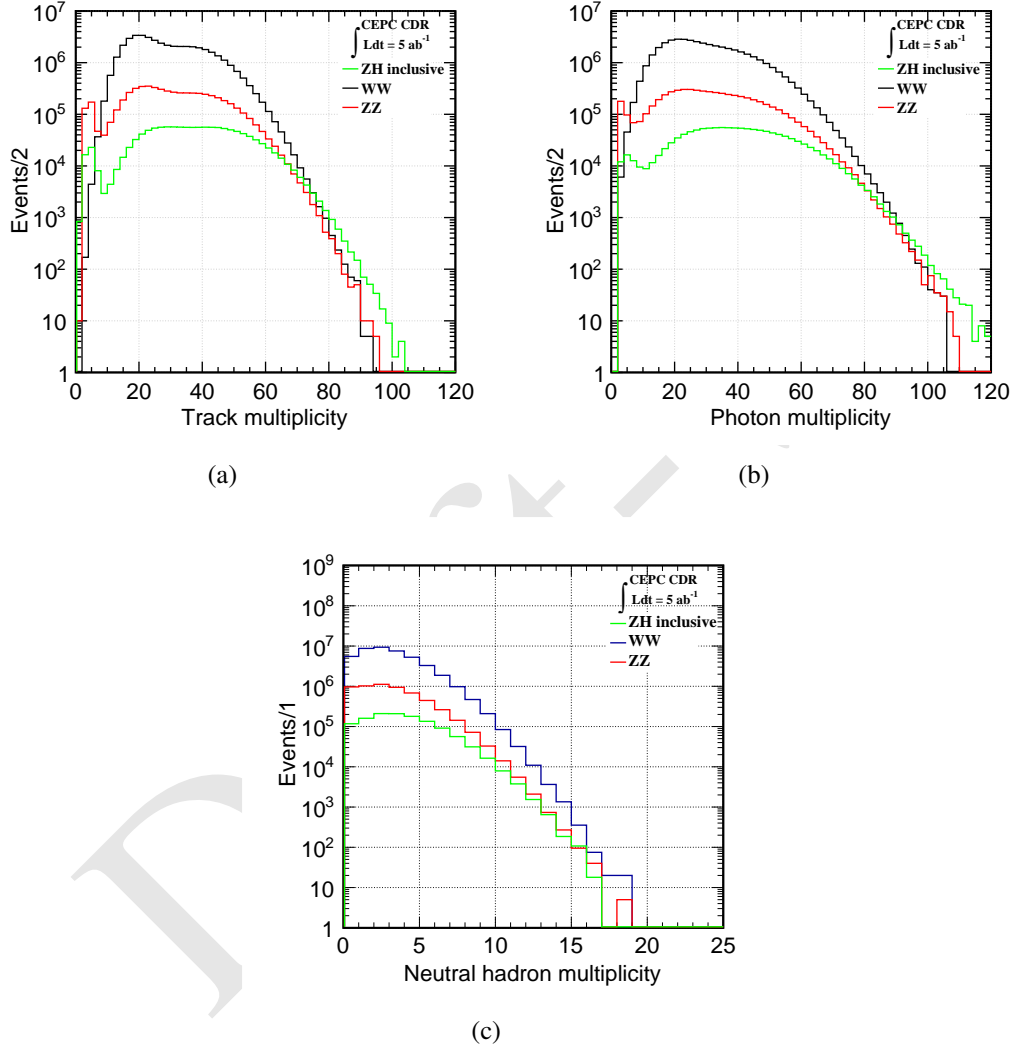 Events/2
10^6
10^5
10^4
10^3
10^2
10
1
0 20 40 60 80 100 120
Track multiplicity
∫ CEPC CDR
Ldt = 5 ab^-1
ZH inclusive
WW
ZZ
(a)
Events/2
10^6
10^5
10^4
10^3
10^2
10
1
0 20 40 60 80 100 120
Photon multiplicity
∫ CEPC CDR
Ldt = 5 ab^-1
ZH inclusive
WW
ZZ
(b)
Events/1
10^9
10^8
10^7
10^6
10^5
10^4
10^3
10^2
10
1
0 5 10 15 20 25
Neutral hadron multiplicity
∫ CEPC CDR
Ldt = 5 ab^-1
ZH inclusive
WW
ZZ
(c)